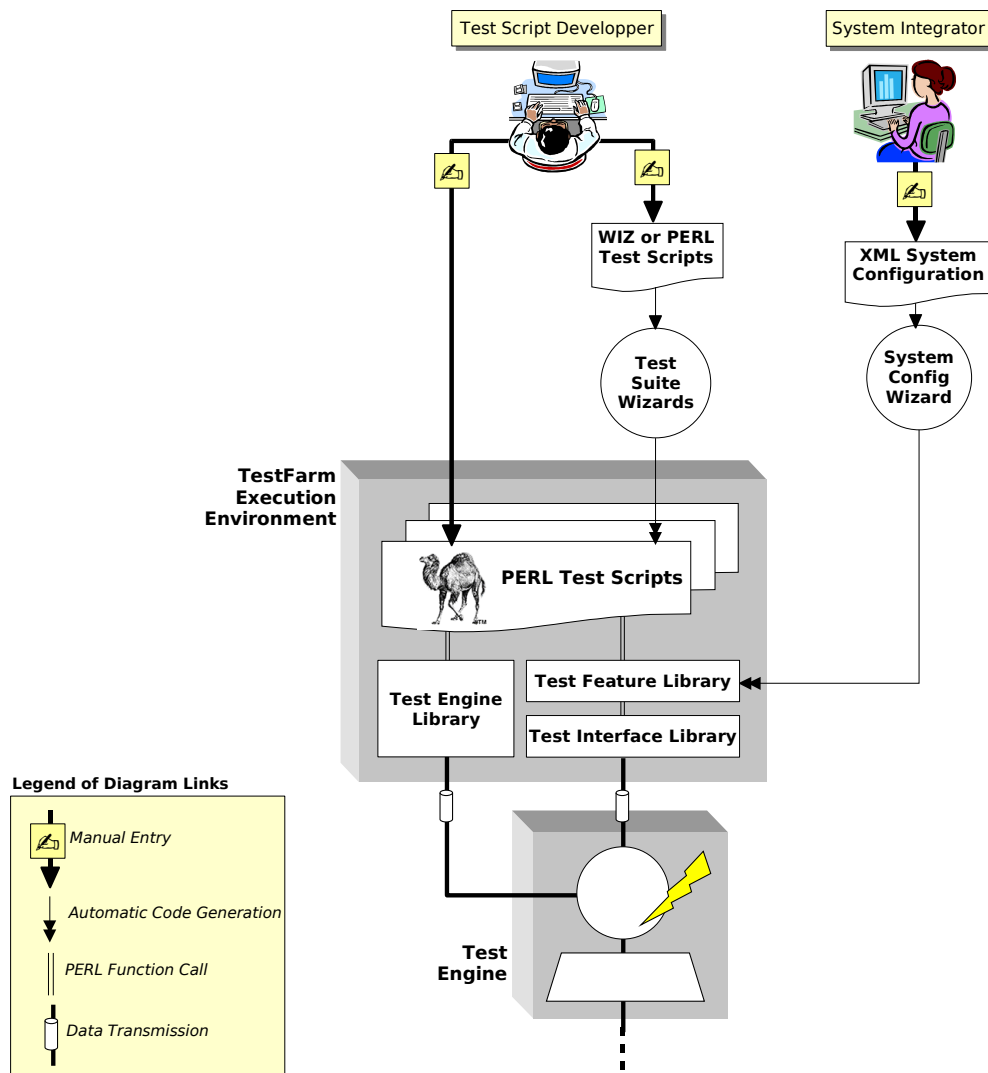 Test Script Developper
System Integrator
WIZ or PERL
Test Scripts
XML System
Configuration
Test
Suite
Wizards
System
Config
Wizard
TestFarm
Execution
Environment
PERL Test Scripts
TM
Test Engine
Library
Test Feature Library
Test Interface Library
Legend of Diagram Links
Manual Entry
Automatic Code Generation
PERL Function Call
Data Transmission
Test
Engine